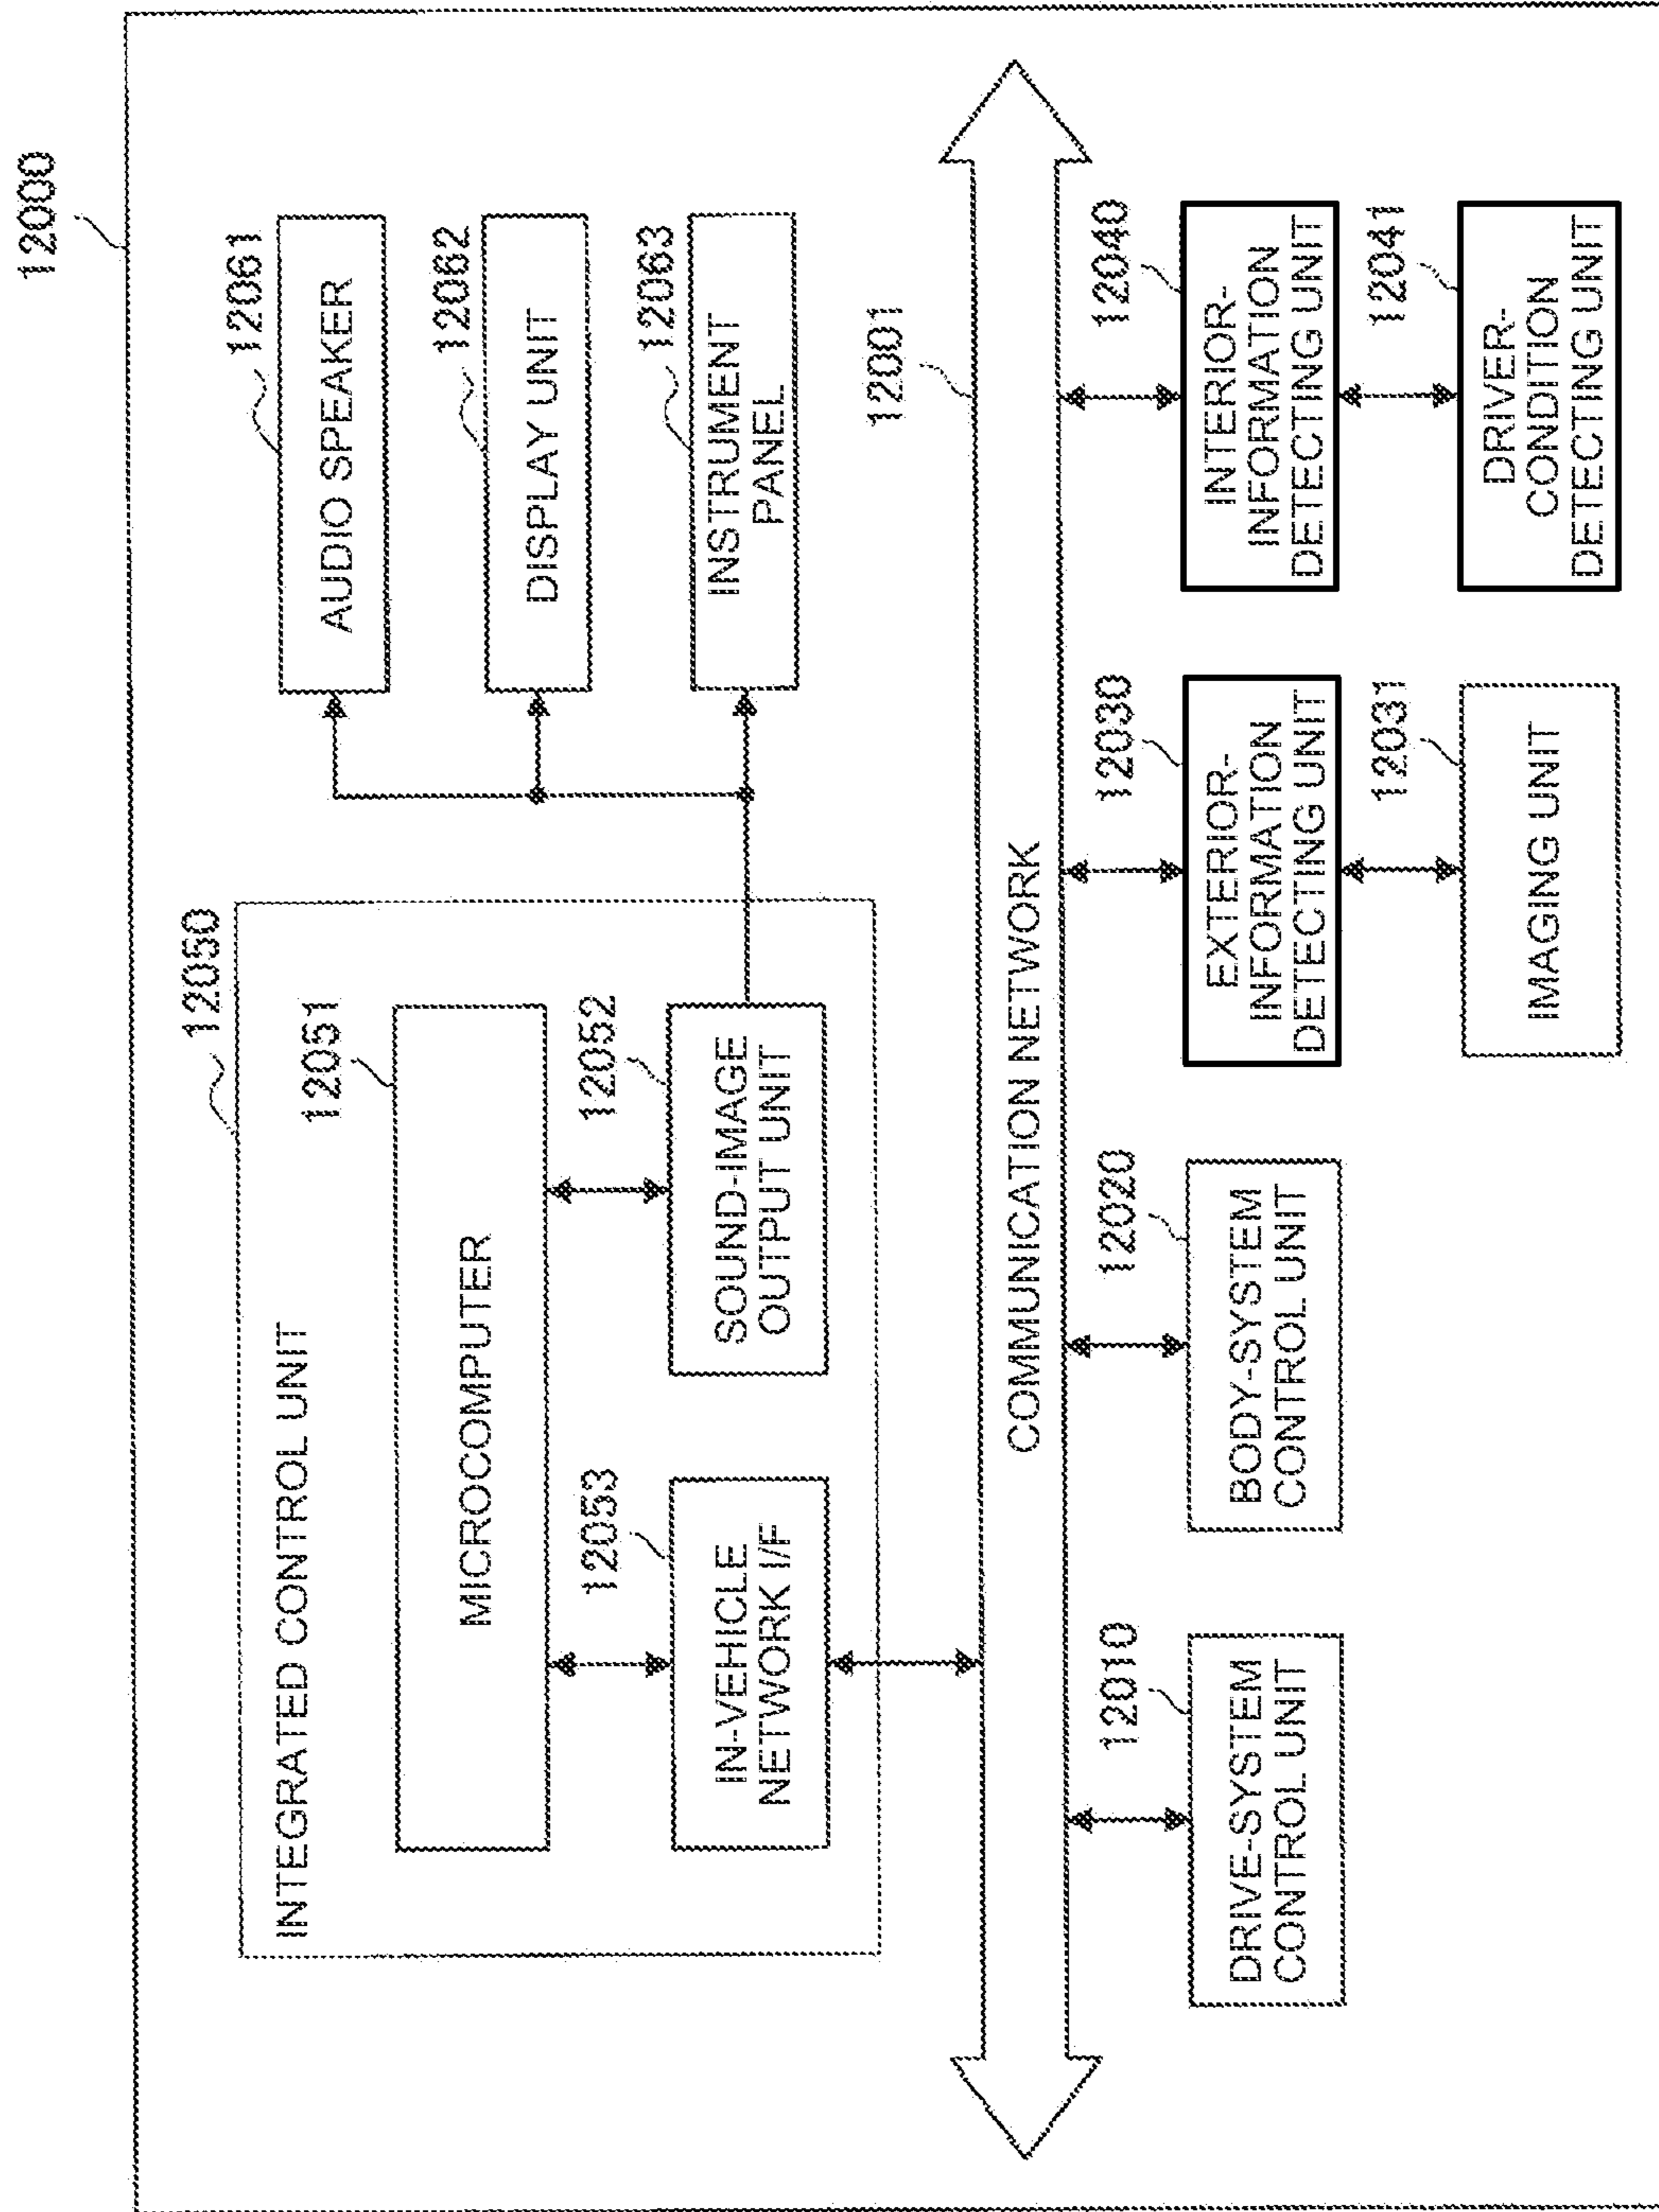 12000
12050
INTEGRATED CONTROL UNIT
12051
MICROCOMPUTER
12053
IN-VEHICLE
NETWORK I/F
12052
SOUND-IMAGE
OUTPUT UNIT
12061
AUDIO SPEAKER
12062
DISPLAY UNIT
12063
INSTRUMENT
PANEL
12001
COMMUNICATION NETWORK
12010
DRIVE-SYSTEM
CONTROL UNIT
12020
BODY-SYSTEM
CONTROL UNIT
12030
EXTERIOR-
INFORMATION
DETECTING UNIT
12031
IMAGING UNIT
12040
INTERIOR-
INFORMATION
DETECTING UNIT
12041
DRIVER-
CONDITION
DETECTING UNIT